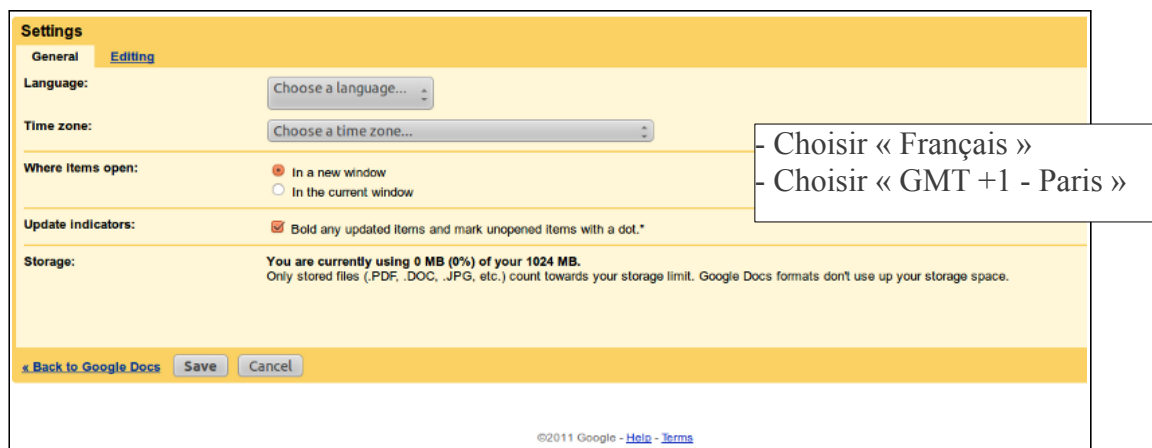 Settings
General Editing
Language: Choose a language...
Time zone: Choose a time zone...
- Choisir « Français »
- Choisir « GMT +1 - Paris »
Where items open: In a new window
In the current window
Update indicators: Bold any updated items and mark unopened items with a dot.*
Storage: You are currently using 0 MB (0%) of your 1024 MB.
Only stored files (.PDF, .DOC, .JPG, etc.) count towards your storage limit. Google Docs formats don't use up your storage space.
« Back to Google Docs Save Cancel
©2011 Google - Help - Terms